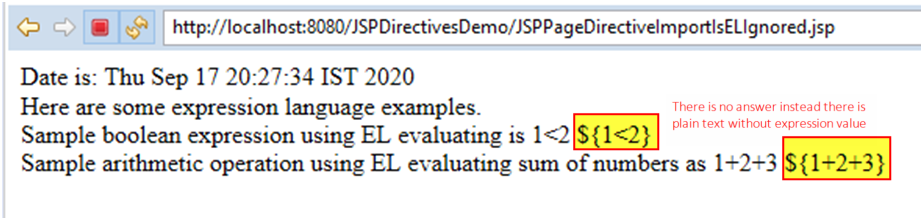 http://localhost:8080/JSPDirectivesDemo/JSPPageDirectiveImportIsELIgnored.jsp
Date is: Thu Sep 17 20:27:34 IST 2020
Here are some expression language examples.
There is no answer instead there is
plain text without expression value
Sample boolean expression using EL evaluating is 1<2 ${1<2}
Sample arithmetic operation using EL evaluating sum of numbers as 1+2+3 ${1+2+3}